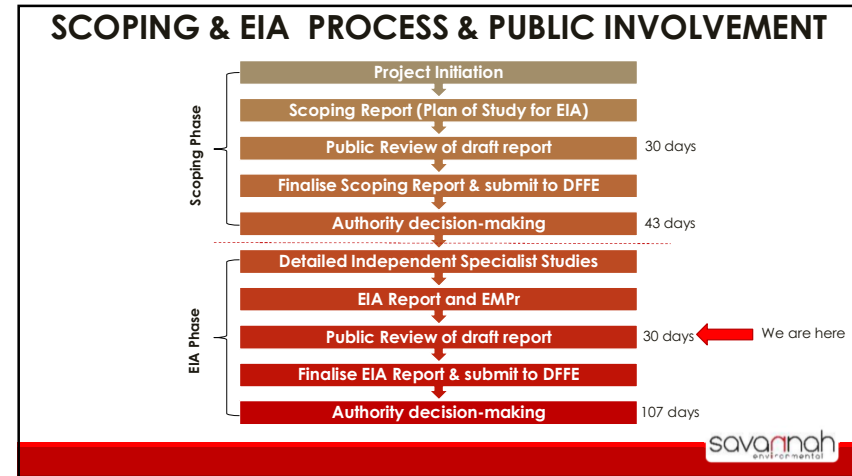 SCOPING & EIA PROCESS & PUBLIC INVOLVEMENT
Scoping Phase
Project Initiation
Scoping Report (Plan of Study for EIA)
Public Review of draft report
30 days
Finalise Scoping Report & submit to DFFE
Authority decision-making
43 days
EIA Phase
Detailed Independent Specialist Studies
EIA Report and EMPr
Public Review of draft report
30 days
We are here
Finalise EIA Report & submit to DFFE
Authority decision-making
107 days
savannah
environmental